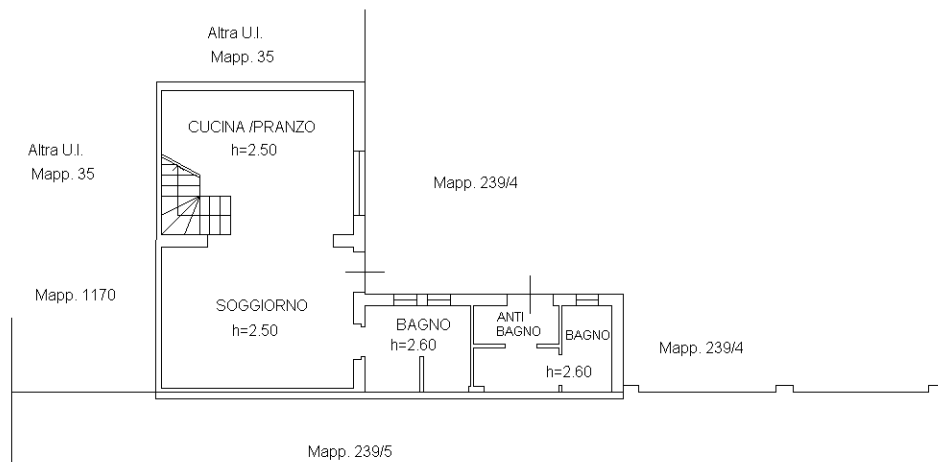 Altra U.I.
Mapp. 35
CUCINA /PRANZO
h=2.50
Altra U.I.
Mapp. 35
Mapp. 239/4
Mapp. 1170
SOGGIORNO
h=2.50
BAGNO
h=2.60
ANTI
BAGNO
BAGNO
h=2.60
Mapp. 239/4
Mapp. 239/5